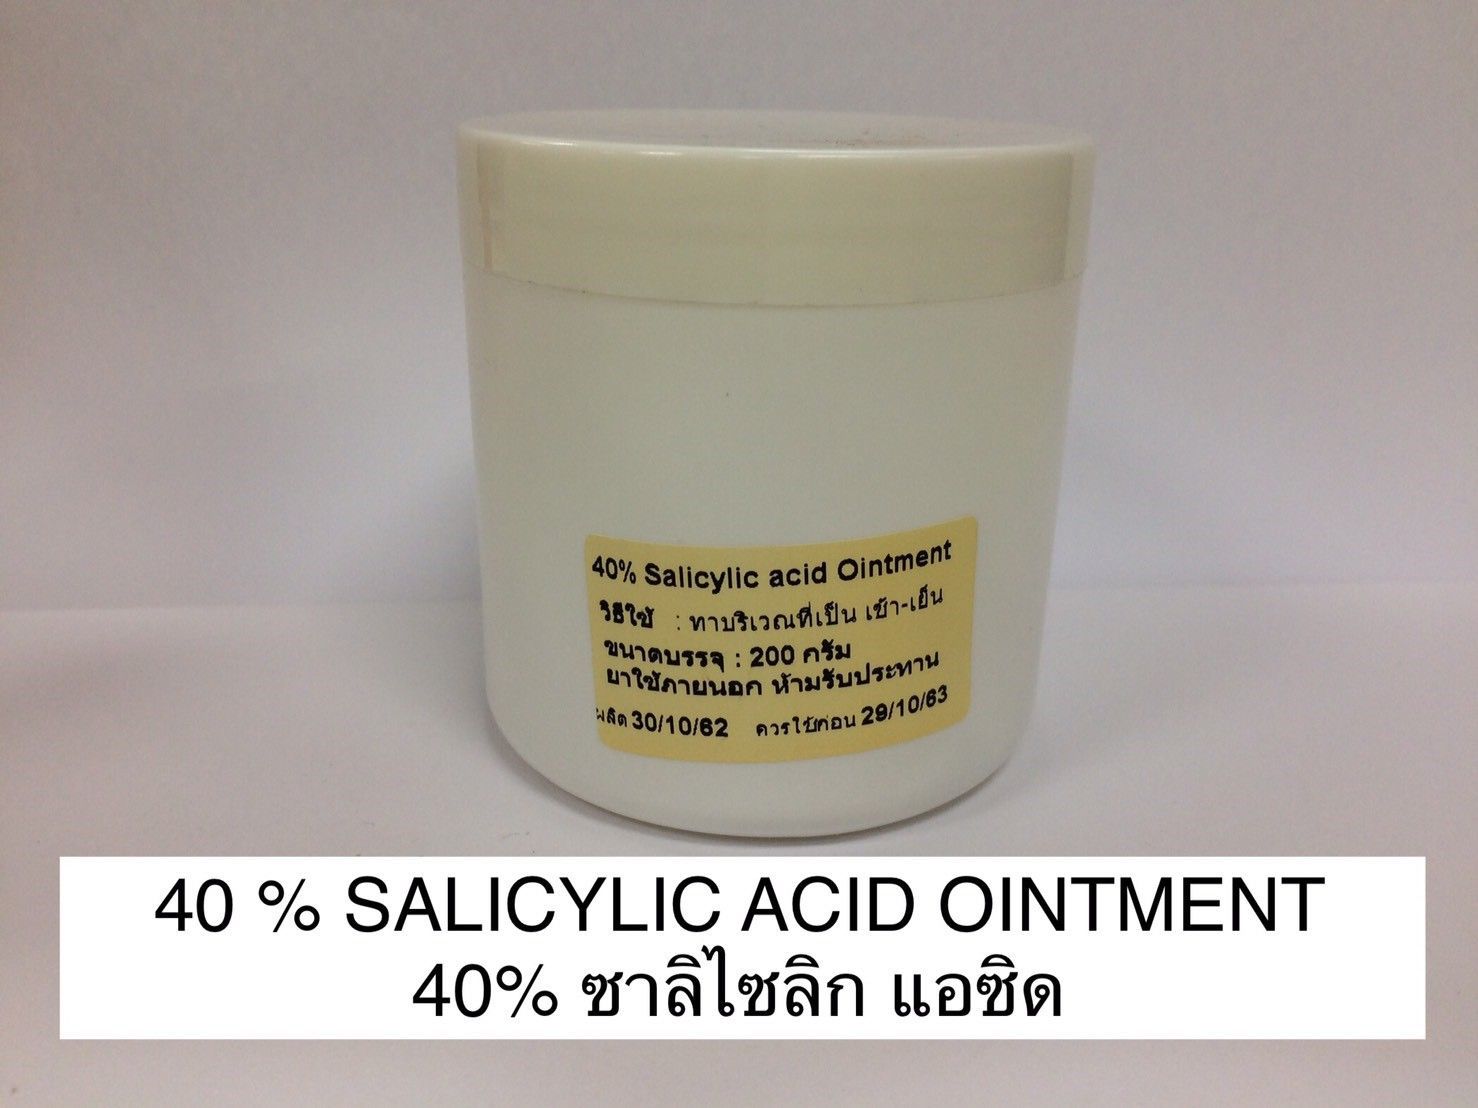 40% Salicylic acid Ointment
วิธีใช้ : ทาบริเวณที่เป็น เช้า-เย็น
ขนาดบรรจุ : 200 กรัม
ยาใช้ภายนอก ห้ามรับประทาน
ผลิต 30/10/62 ควรใช้ก่อน 29/10/63
40 % SALICYLIC ACID OINTMENT
40% ซาลิไซลิก แอซิด